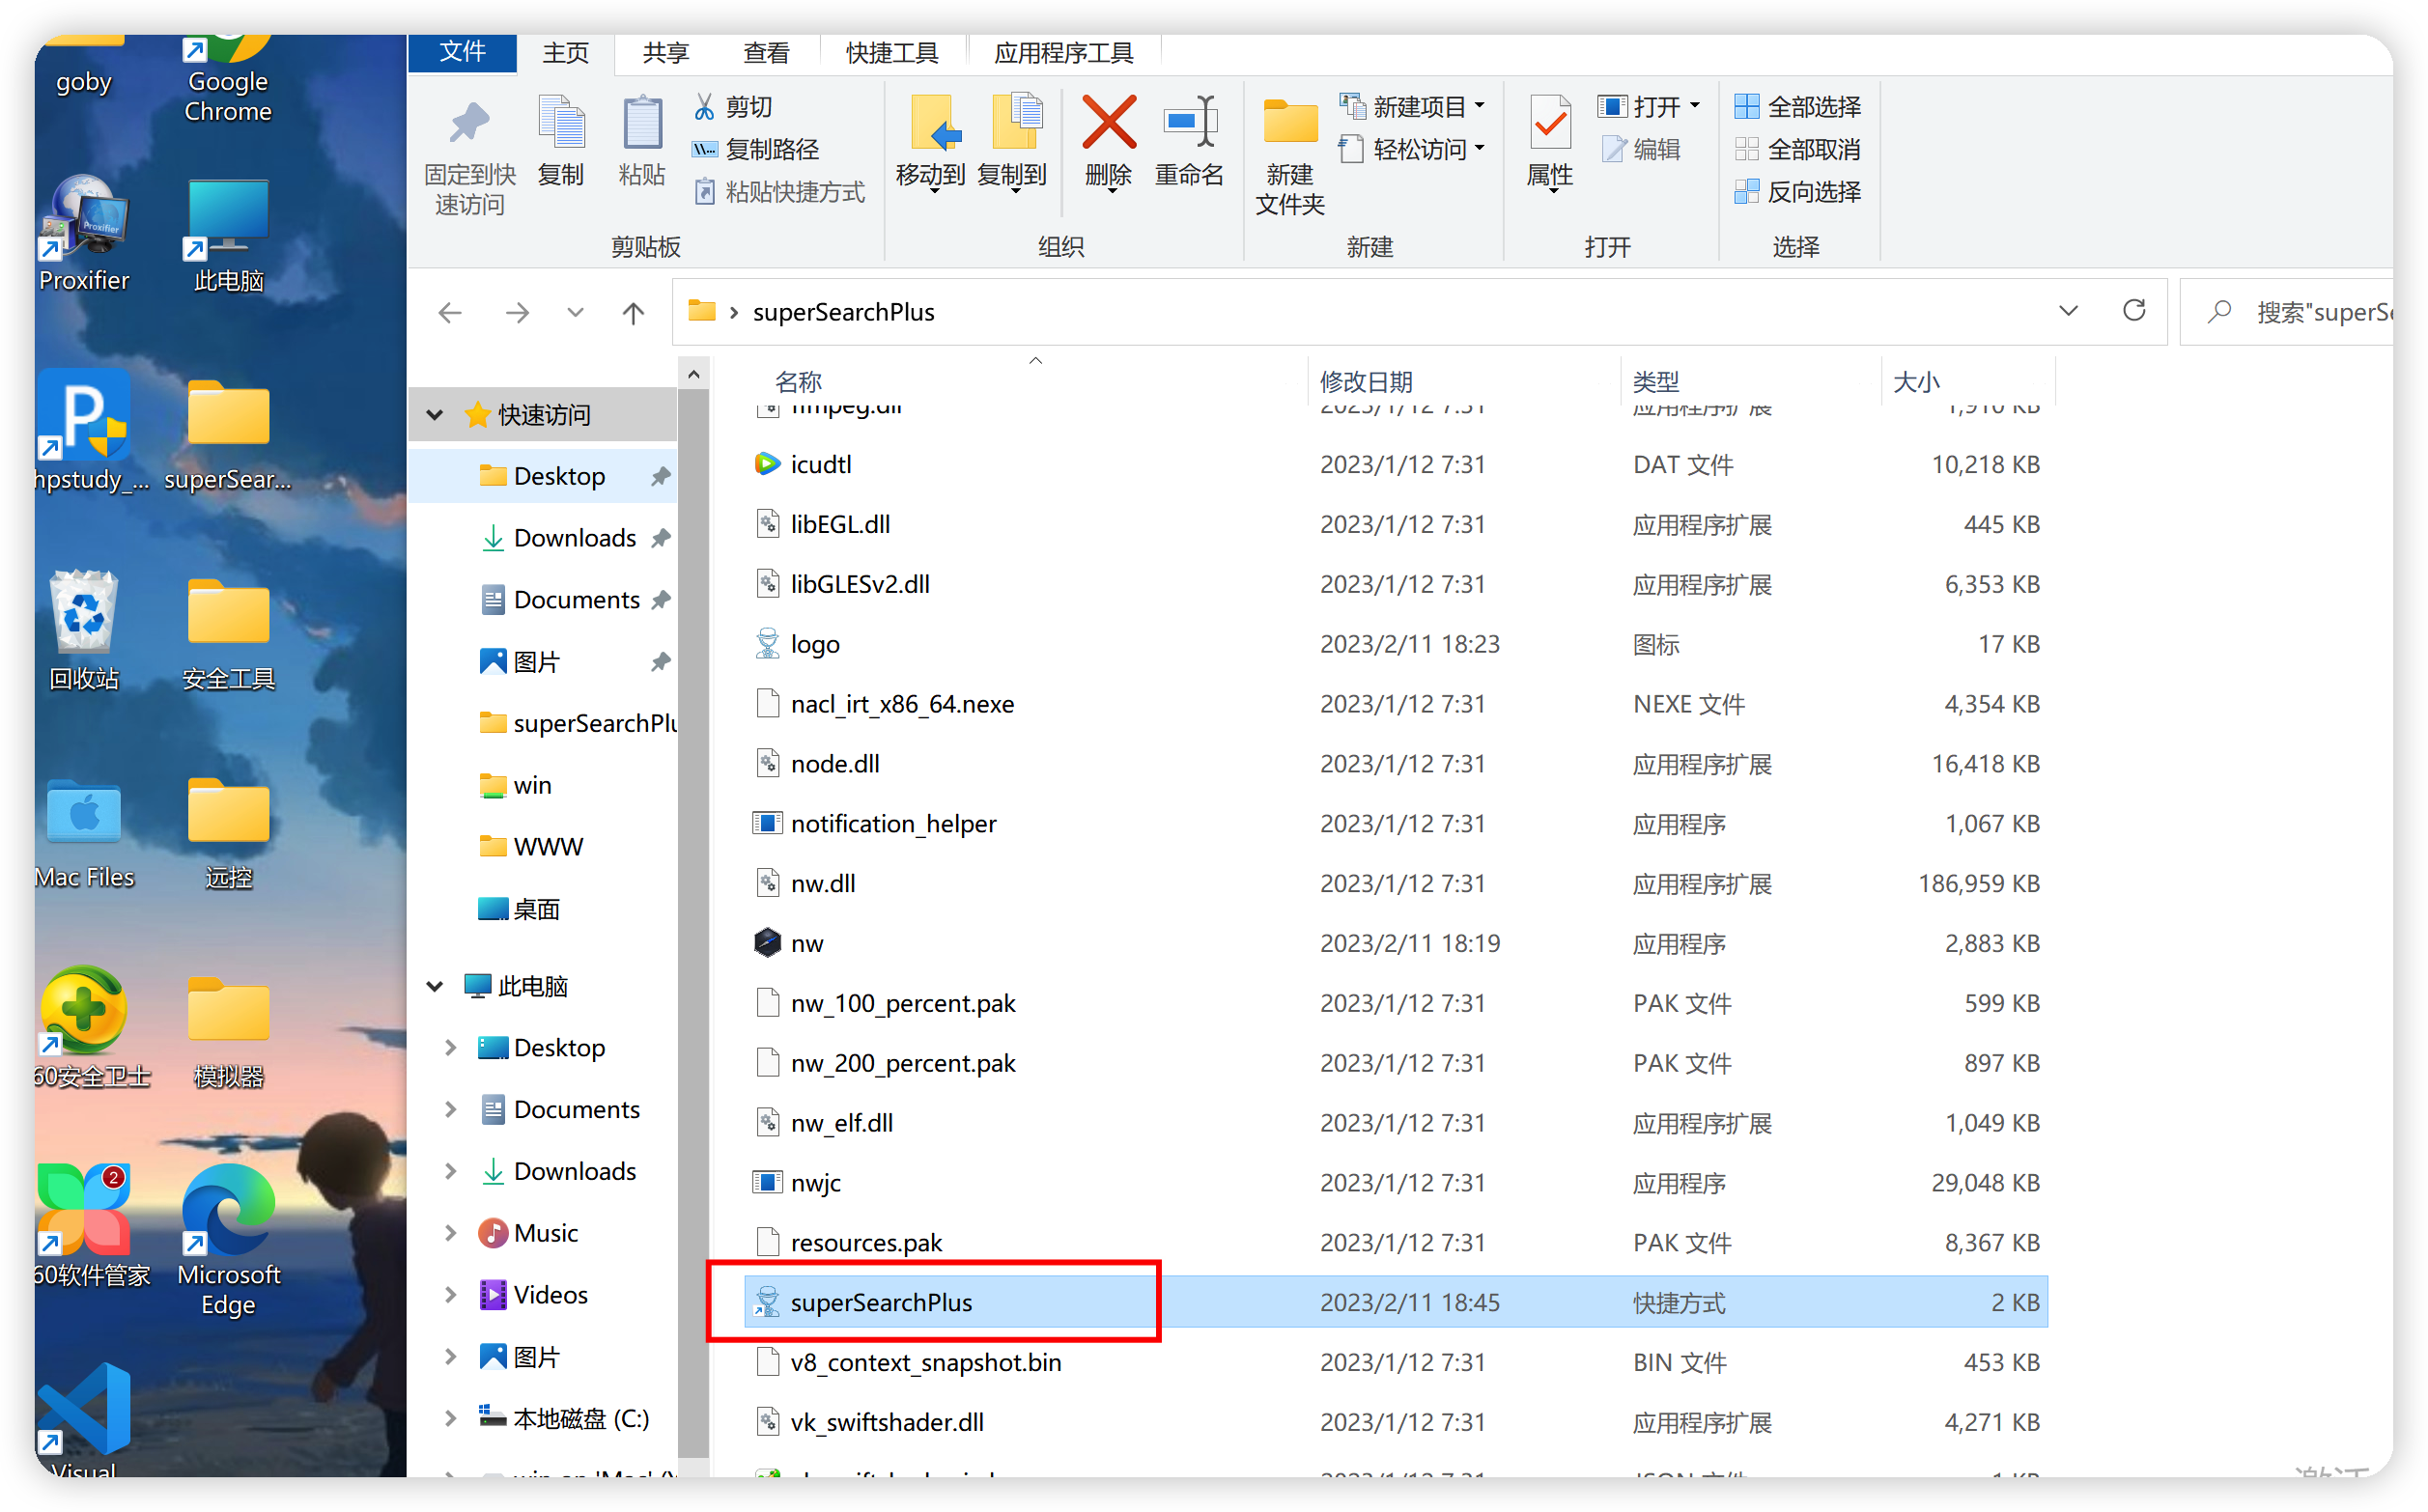 goby
Google
Chrome
Proxifier
此电脑
hpstudy_...
superSear...
回收站
安全工具
Mac Files
远控
60安全卫士
模拟器
2
60软件管家
Microsoft
Edge
Visual
文件
主页
共享
查看
快捷工具
应用程序工具
固定到快
速访问
复制
粘贴
剪切
复制路径
粘贴快捷方式
剪贴板
移动到
复制到
删除
重命名
组织
新建
文件夹
新建项目
轻松访问
新建
属性
打开
编辑
打开
全部选择
全部取消
反向选择
选择
superSearchPlus
搜索"superSe
快速访问
Desktop
Downloads
Documents
图片
superSearchPlu
win
WWW
桌面
此电脑
Desktop
Documents
Downloads
Music
Videos
图片
本地磁盘 (C:)
名称 修改日期 类型 大小
ffmpeg.dll 2023/1/12 7:31 应用程序扩展 1,910 KB
icudtl 2023/1/12 7:31 DAT 文件 10,218 KB
libEGL.dll 2023/1/12 7:31 应用程序扩展 445 KB
libGLESv2.dll 2023/1/12 7:31 应用程序扩展 6,353 KB
logo 2023/2/11 18:23 图标 17 KB
nacl_irt_x86_64.nexe 2023/1/12 7:31 NEXE 文件 4,354 KB
node.dll 2023/1/12 7:31 应用程序扩展 16,418 KB
notification_helper 2023/1/12 7:31 应用程序 1,067 KB
nw.dll 2023/1/12 7:31 应用程序扩展 186,959 KB
nw 2023/2/11 18:19 应用程序 2,883 KB
nw_100_percent.pak 2023/1/12 7:31 PAK 文件 599 KB
nw_200_percent.pak 2023/1/12 7:31 PAK 文件 897 KB
nw_elf.dll 2023/1/12 7:31 应用程序扩展 1,049 KB
nwjc 2023/1/12 7:31 应用程序 29,048 KB
resources.pak 2023/1/12 7:31 PAK 文件 8,367 KB
superSearchPlus 2023/2/11 18:45 快捷方式 2 KB
v8_context_snapshot.bin 2023/1/12 7:31 BIN 文件 453 KB
vk_swiftshader.dll 2023/1/12 7:31 应用程序扩展 4,271 KB